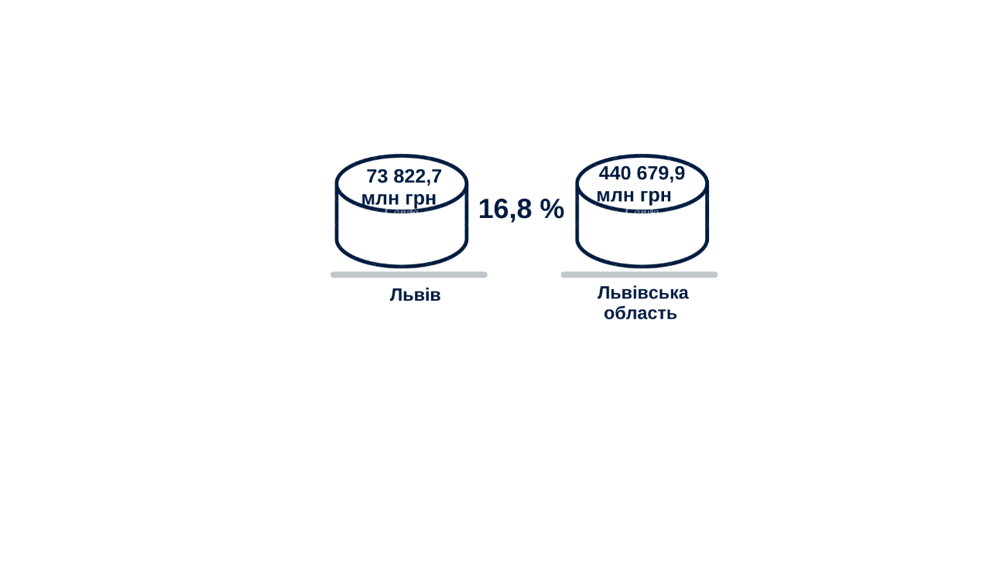 73 822,7
млн грн
16,8 %
440 679,9
млн грн
Львів
Львівська
область